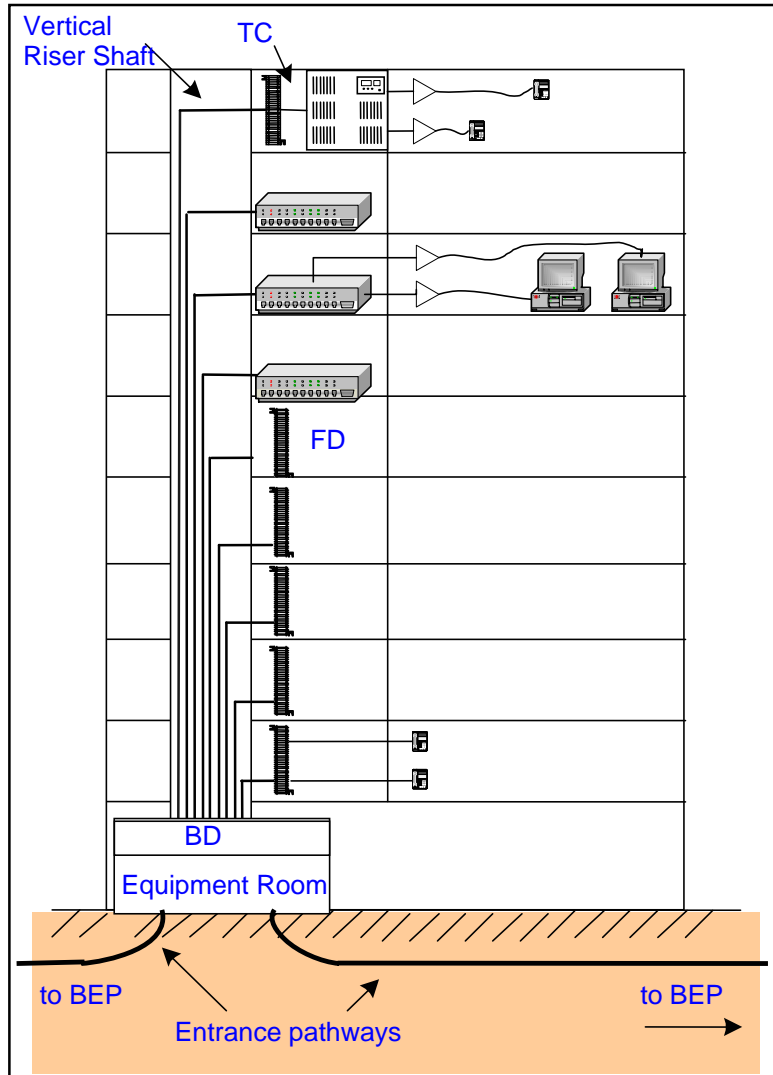 Vertical
Riser Shaft
TC
FD
BD
Equipment Room
to BEP
to BEP
Entrance pathways